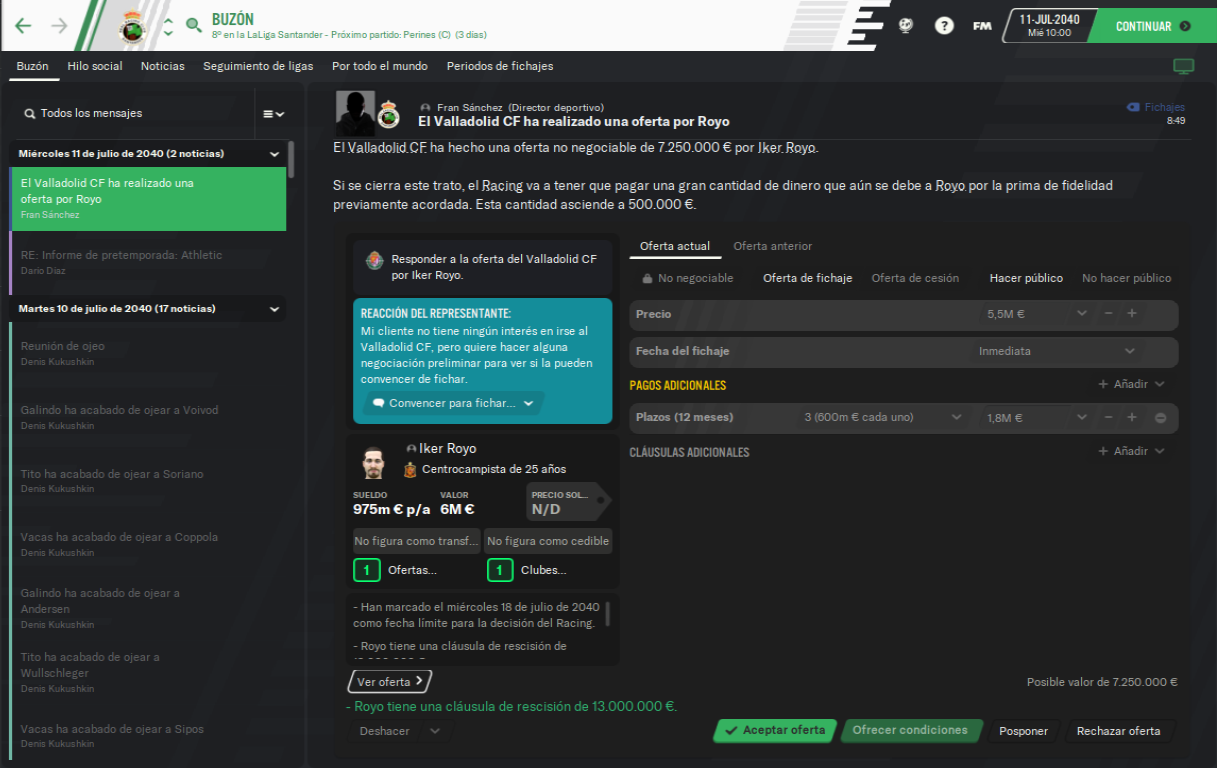 BUZÓN
8º en la LaLiga Santander - Próximo partido: Perines (C) (3 días)
FM
11-JUL-2040
Mié 10:00
CONTINUAR
Buzón Hilo social Noticias Seguimiento de ligas Por todo el mundo Periodos de fichajes
Todos los mensajes
Miércoles 11 de julio de 2040 (2 noticias)
El Valladolid CF ha realizado una
oferta por Royo
Fran Sánchez
RE: Informe de pretemporada: Athletic
Darío Díaz
Martes 10 de julio de 2040 (17 noticias)
Reunión de ojeo
Denis Kukushkin
Galindo ha acabado de ojear a Voivod
Denis Kukushkin
Tito ha acabado de ojear a Soriano
Denis Kukushkin
Vacas ha acabado de ojear a Coppola
Denis Kukushkin
Galindo ha acabado de ojear a
Andersen
Denis Kukushkin
Tito ha acabado de ojear a
Wullschleger
Denis Kukushkin
Vacas ha acabado de ojear a Sipos
Denis Kukushkin
Fran Sánchez (Director deportivo)
El Valladolid CF ha realizado una oferta por Royo
Fichajes
8:49
El Valladolid CF ha hecho una oferta no negociable de 7.250.000 € por Iker Royo.
Si se cierra este trato, el Racing va a tener que pagar una gran cantidad de dinero que aún se debe a Royo por la prima de fidelidad
previamente acordada. Esta cantidad asciende a 500.000 €.
Responder a la oferta del Valladolid CF
por Iker Royo.
REACCIÓN DEL REPRESENTANTE:
Mi cliente no tiene ningún interés en irse al
Valladolid CF, pero quiere hacer alguna
negociación preliminar para ver si la pueden
convencer de fichar.
Convencer para fichar...
Iker Royo
Centrocampista de 25 años
SUELDO VALOR PRECIO SOL...
975m € p/a 6M € N/D
No figura como transf... No figura como cedible
1 Ofertas... 1 Clubes...
- Han marcado el miércoles 18 de julio de 2040
como fecha límite para la decisión del Racing.
- Royo tiene una cláusula de rescisión de
Oferta actual Oferta anterior
No negociable Oferta de fichaje Oferta de cesión Hacer público No hacer público
Precio 5,5M €
Fecha del fichaje Inmediata
PAGOS ADICIONALES Añadir
Plazos (12 meses) 3 (600m € cada uno) 1,8M €
CLÁUSULAS ADICIONALES Añadir
Ver oferta
Posible valor de 7.250.000 €
- Royo tiene una cláusula de rescisión de 13.000.000 €.
Deshacer Aceptar oferta Ofrecer condiciones Posponer Rechazar oferta